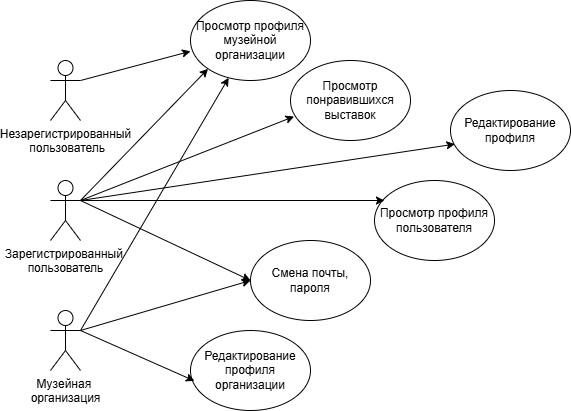 Просмотр профиля
музейной
организации
Незарегистрированный
пользователь
Просмотр
понравившихся
выставок
Редактирование
профиля
Зарегистрированный
пользователь
Просмотр профиля
пользователя
Смена почты,
пароля
Музейная
организация
Редактирование
профиля
организации